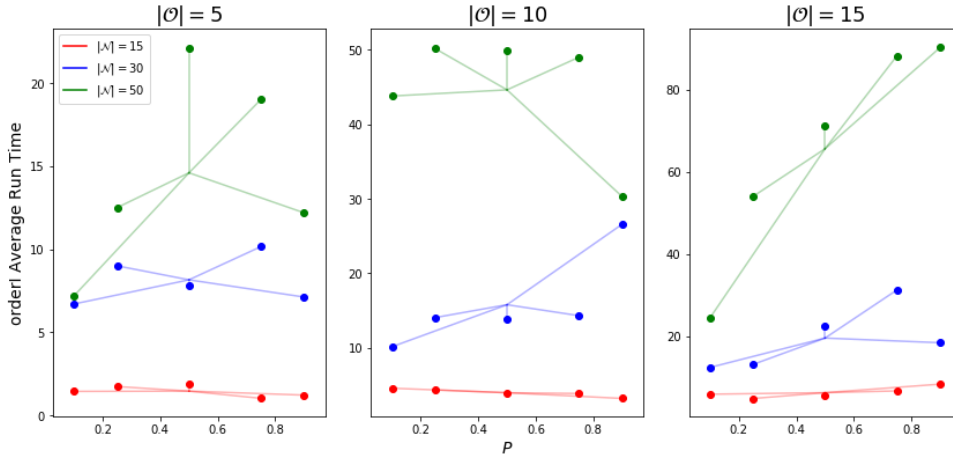 |𝒪| = 5
|𝒪| = 10
|𝒪| = 15
|𝒩| = 15
|𝒩| = 30
|𝒩| = 50
orderI Average Run Time
20
15
10
5
0
0.2 0.4 0.6 0.8
50
40
30
20
10
0.2 0.4 0.6 0.8
80
60
40
20
0.2 0.4 0.6 0.8
P